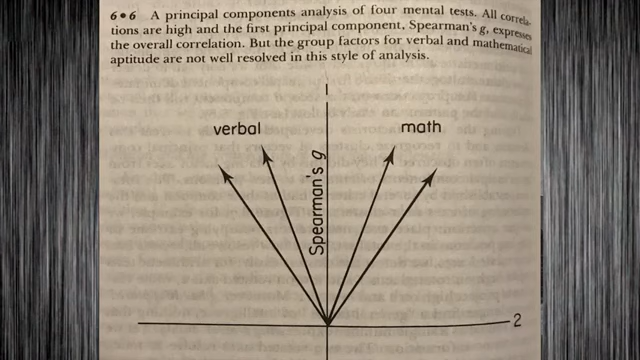 6•6 A principal components analysis of four mental tests. All correla-
tions are high and the first principal component, Spearman's g, expresses
the overall correlation. But the group factors for verbal and mathematical
aptitude are not well resolved in this style of analysis.
1
verbal
math
Spearman's g
2